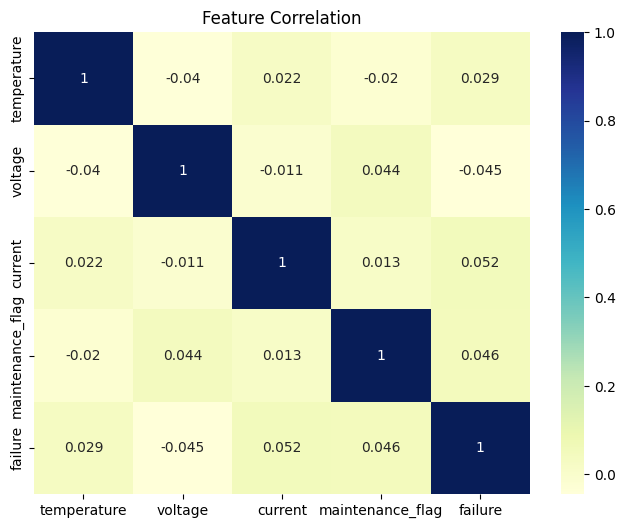 Feature Correlation
temperature
1 -0.04 0.022 -0.02 0.029
voltage
-0.04 1 -0.011 0.044 -0.045
current
0.022 -0.011 1 0.013 0.052
maintenance_flag
-0.02 0.044 0.013 1 0.046
failure
0.029 -0.045 0.052 0.046 1
temperature voltage current maintenance_flag failure
1.0
0.8
0.6
0.4
0.2
0.0